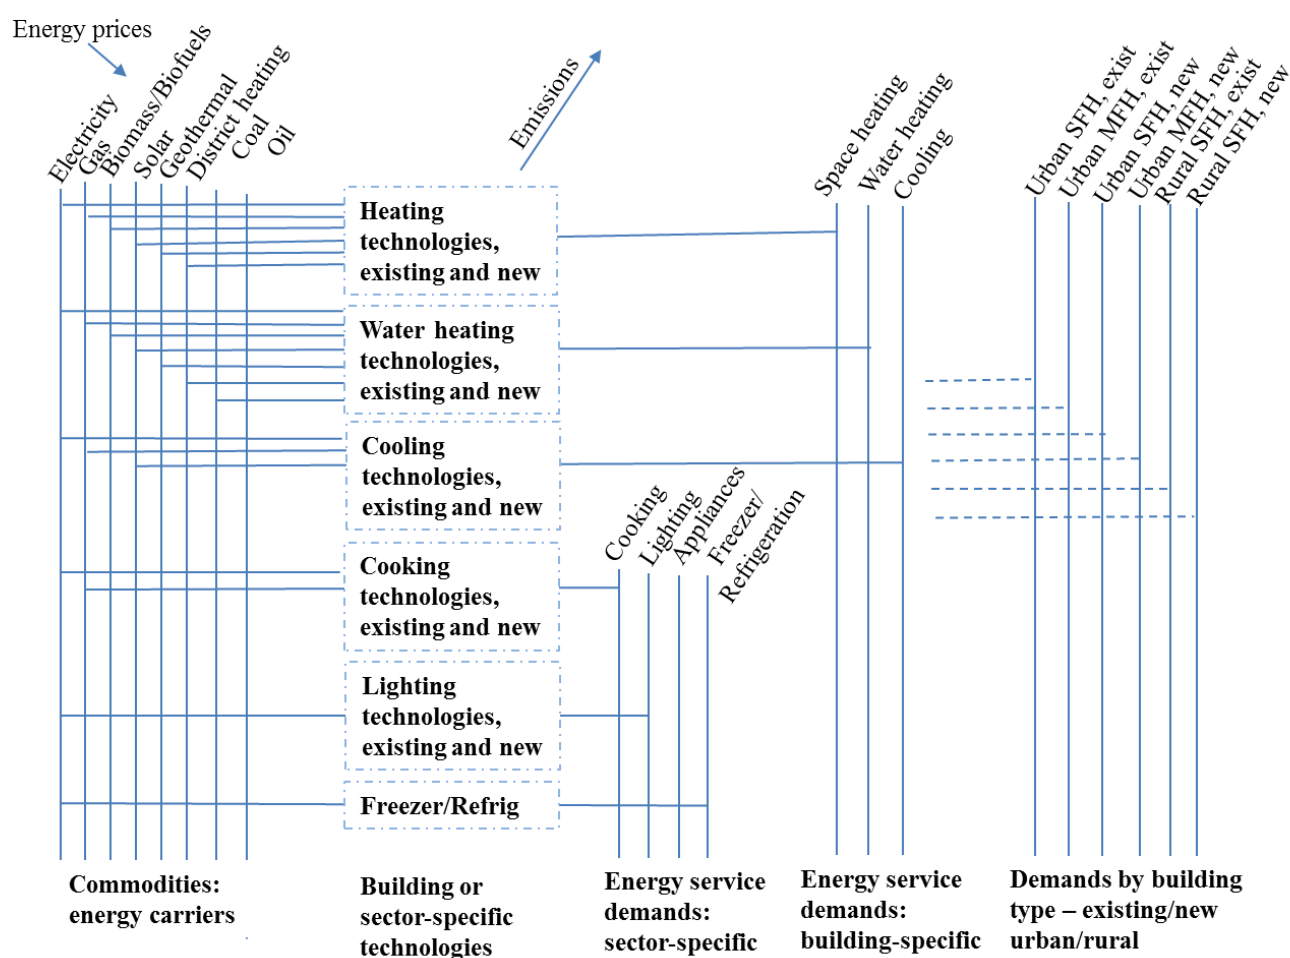 Energy prices
Electricity
Gas
Biomass/Biofuels
Solar
Geothermal
District heating
Coal
Oil
Emissions
Space heating
Water heating
Cooling
Urban SFH, exist
Urban MFH, exist
Urban SFH, new
Urban MFH, new
Rural SFH, exist
Rural SFH, new
Heating
technologies,
existing and new
Water heating
technologies,
existing and new
Cooling
technologies,
existing and new
Cooking
technologies,
existing and new
Lighting
technologies,
existing and new
Freezer/Refrig
Cooking
Lighting
Appliances
Freezer/
Refrigeration
Commodities:
energy carriers
Building or
sector-specific
technologies
Energy service
demands:
sector-specific
Energy service
demands:
building-specific
Demands by building
type – existing/new
urban/rural